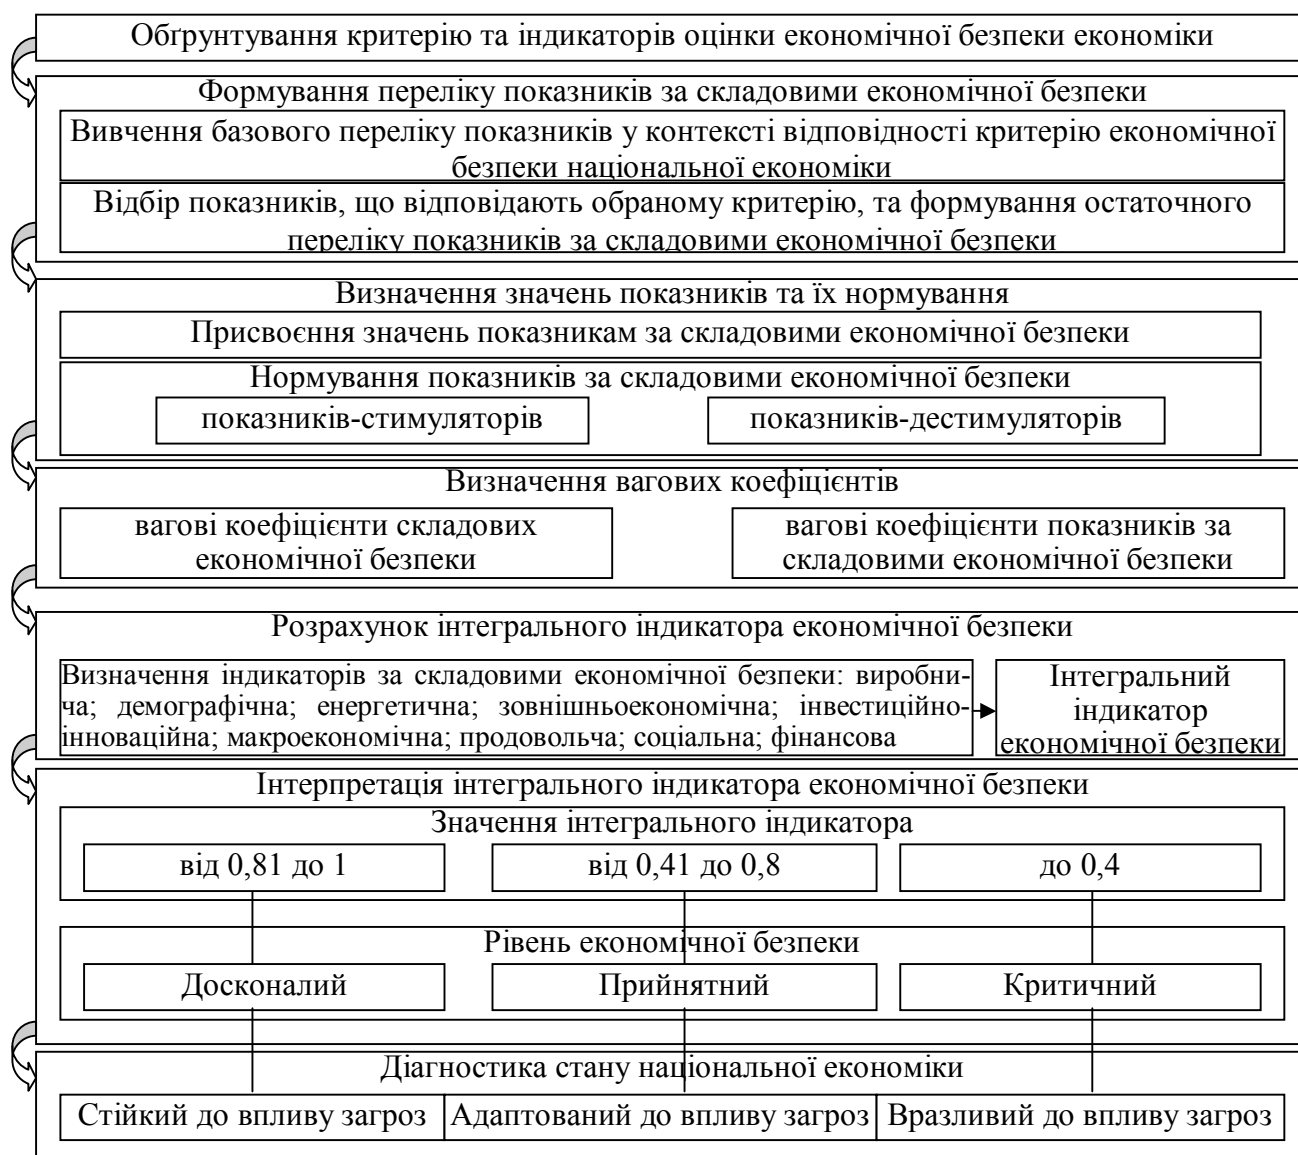 Обґрунтування критерію та індикаторів оцінки економічної безпеки економіки
Формування переліку показників за складовими економічної безпеки
Вивчення базового переліку показників у контексті відповідності критерію економічної
безпеки національної економіки
Відбір показників, що відповідають обраному критерію, та формування остаточного
переліку показників за складовими економічної безпеки
Визначення значень показників та їх нормування
Присвоєння значень показникам за складовими економічної безпеки
Нормування показників за складовими економічної безпеки
показників-стимуляторів
показників-дестимуляторів
Визначення вагових коефіцієнтів
вагові коефіцієнти складових
економічної безпеки
вагові коефіцієнти показників за
складовими економічної безпеки
Розрахунок інтегрального індикатора економічної безпеки
Визначення індикаторів за складовими економічної безпеки: виробни-
ча; демографічна; енергетична; зовнішньоекономічна; інвестиційно-
інноваційна; макроекономічна; продовольча; соціальна; фінансова
Інтегральний
індикатор
економічної безпеки
Інтерпретація інтегрального індикатора економічної безпеки
Значення інтегрального індикатора
від 0,81 до 1
від 0,41 до 0,8
до 0,4
Рівень економічної безпеки
Досконалий
Прийнятний
Критичний
Діагностика стану національної економіки
Стійкий до впливу загроз
Адаптований до впливу загроз
Вразливий до впливу загроз